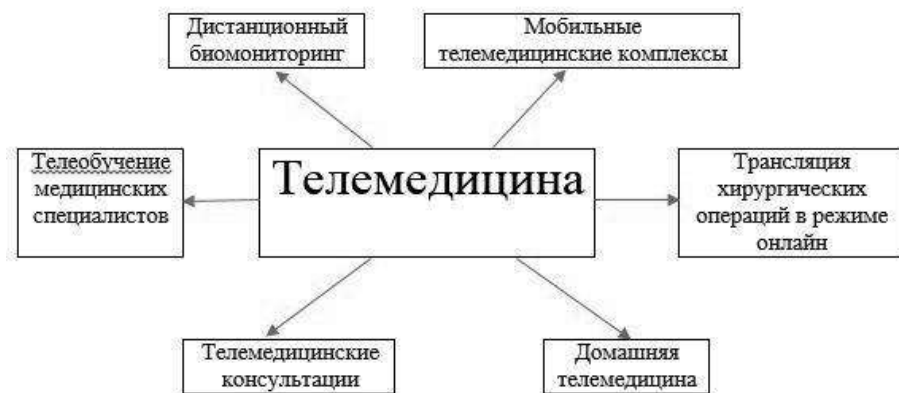 Дистанционный
биомониторинг
Мобильные
телемедицинские комплексы
Телеобучение
медицинских
специалистов
Телемедицина
Трансляция
хирургических
операций в режиме
онлайн
Телемедицинские
консультации
Домашняя
телемедицина